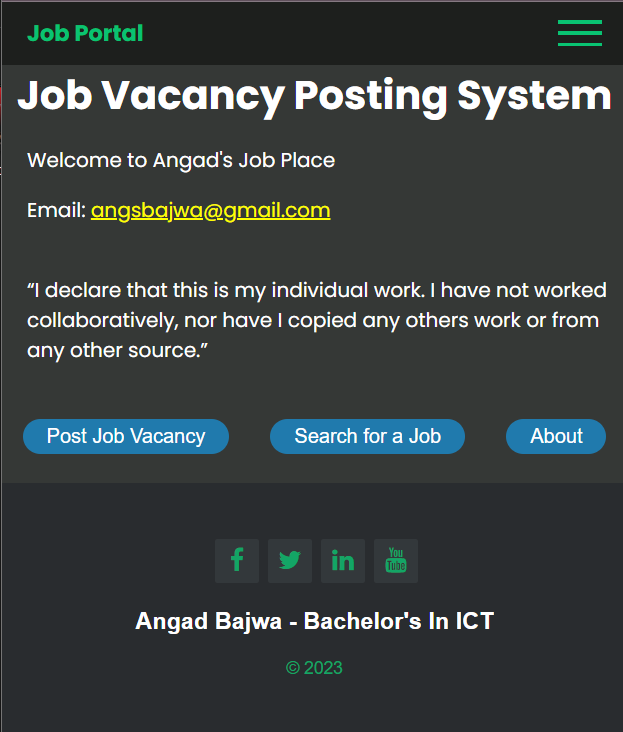 Job Portal
Job Vacancy Posting System
Welcome to Angad's Job Place
Email: angsbajwa@gmail.com
“I declare that this is my individual work. I have not worked
collaboratively, nor have I copied any others work or from
any other source.”
Post Job Vacancy Search for a Job About
You
Tube
Angad Bajwa - Bachelor's In ICT
© 2023